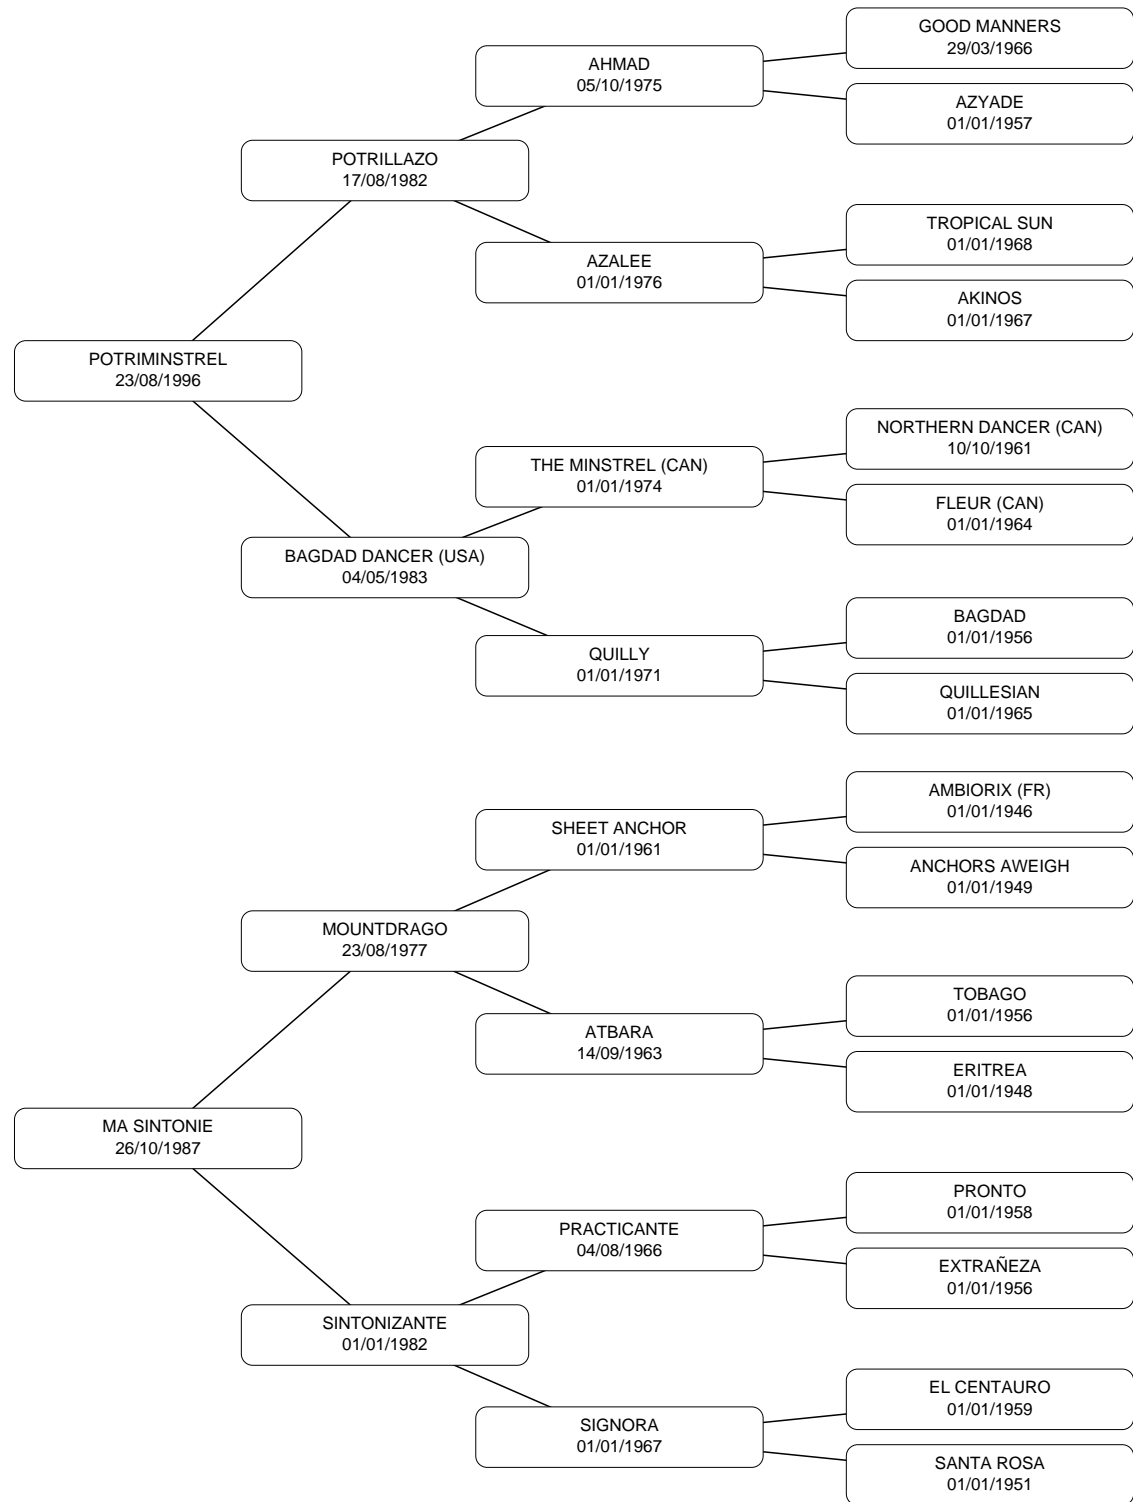 GOOD MANNERS
29/03/1966
AHMAD
05/10/1975
AZYADE
01/01/1957
POTRILLAZO
17/08/1982
TROPICAL SUN
01/01/1968
AZALEE
01/01/1976
AKINOS
01/01/1967
POTRIMINSTREL
23/08/1996
NORTHERN DANCER (CAN)
10/10/1961
THE MINSTREL (CAN)
01/01/1974
FLEUR (CAN)
01/01/1964
BAGDAD DANCER (USA)
04/05/1983
BAGDAD
01/01/1956
QUILLY
01/01/1971
QUILLESIAN
01/01/1965
AMBIORIX (FR)
01/01/1946
SHEET ANCHOR
01/01/1961
ANCHORS AWEIGH
01/01/1949
MOUNTDRAGO
23/08/1977
TOBAGO
01/01/1956
ATBARA
14/09/1963
ERITREA
01/01/1948
MA SINTONIE
26/10/1987
PRONTO
01/01/1958
PRACTICANTE
04/08/1966
EXTRAÑEZA
01/01/1956
SINTONIZANTE
01/01/1982
EL CENTAURO
01/01/1959
SIGNORA
01/01/1967
SANTA ROSA
01/01/1951